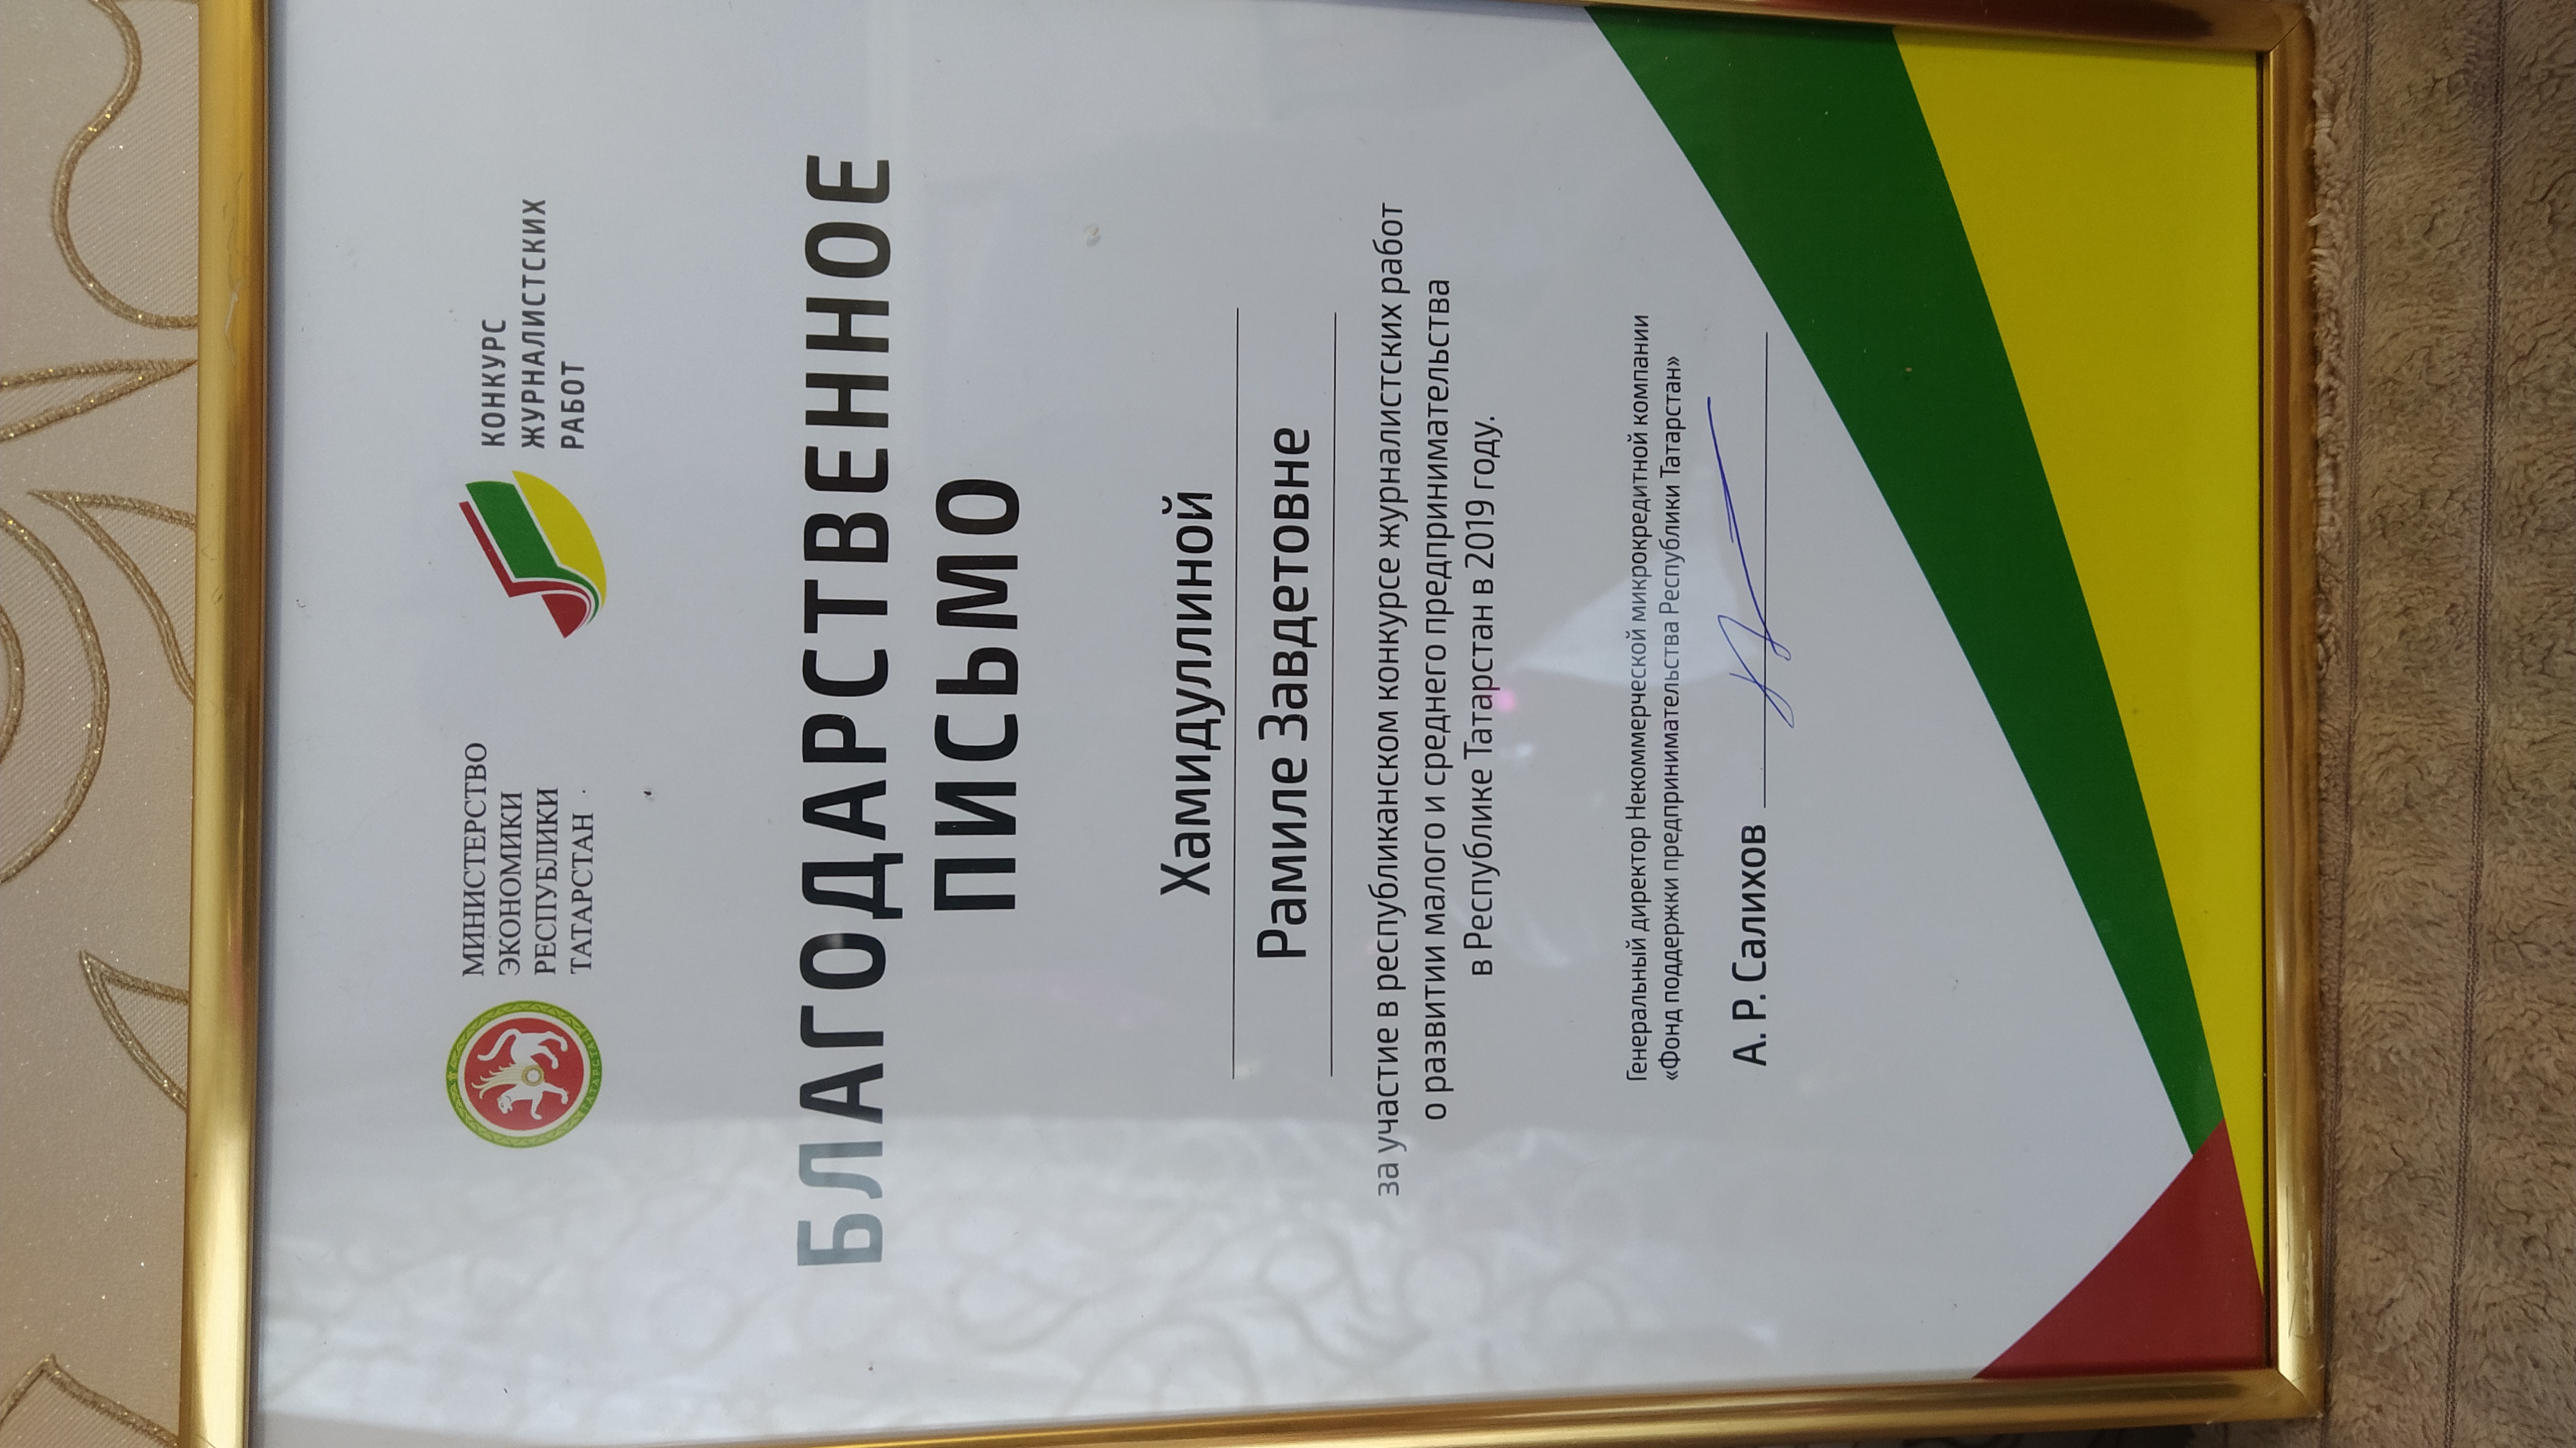 МИНИСТЕРСТВО
ЭКОНОМИКИ
РЕСПУБЛИКИ
ТАТАРСТАН
ТАТАРСТАН
КОНКУРС
ЖУРНАЛИСТСКИХ
РАБОТ
БЛАГОДАРСТВЕННОЕ
ПИСЬМО
Хамидуллиной
Рамиле Завдетовне
за участие в республиканском конкурсе журналистских работ
о развитии малого и среднего предпринимательства
в Республике Татарстан в 2019 году.
Генеральный директор Некоммерческой микрокредитной компании
«Фонд поддержки предпринимательства Республики Татарстан»
А. Р. Салихов